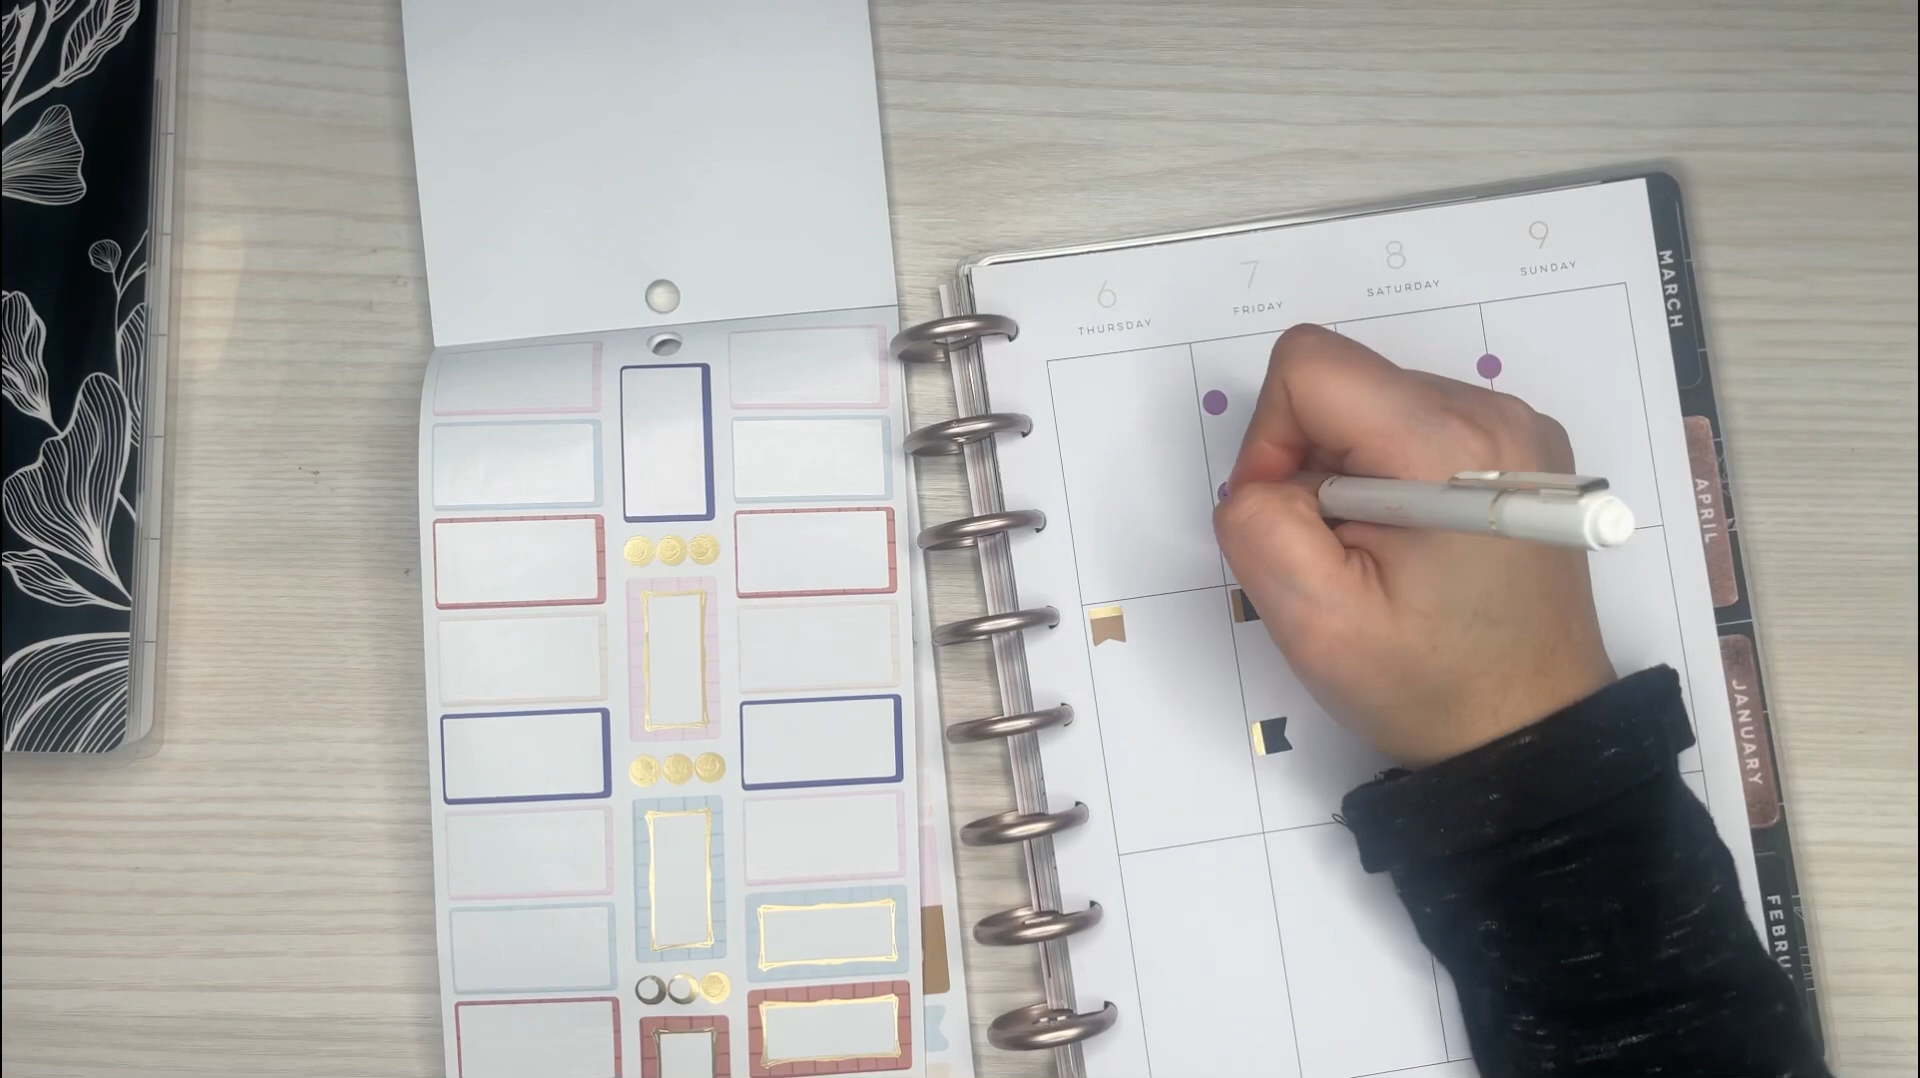 6 7 8 9
THURSDAY FRIDAY SATURDAY SUNDAY
MARCH
APRIL
JANUARY